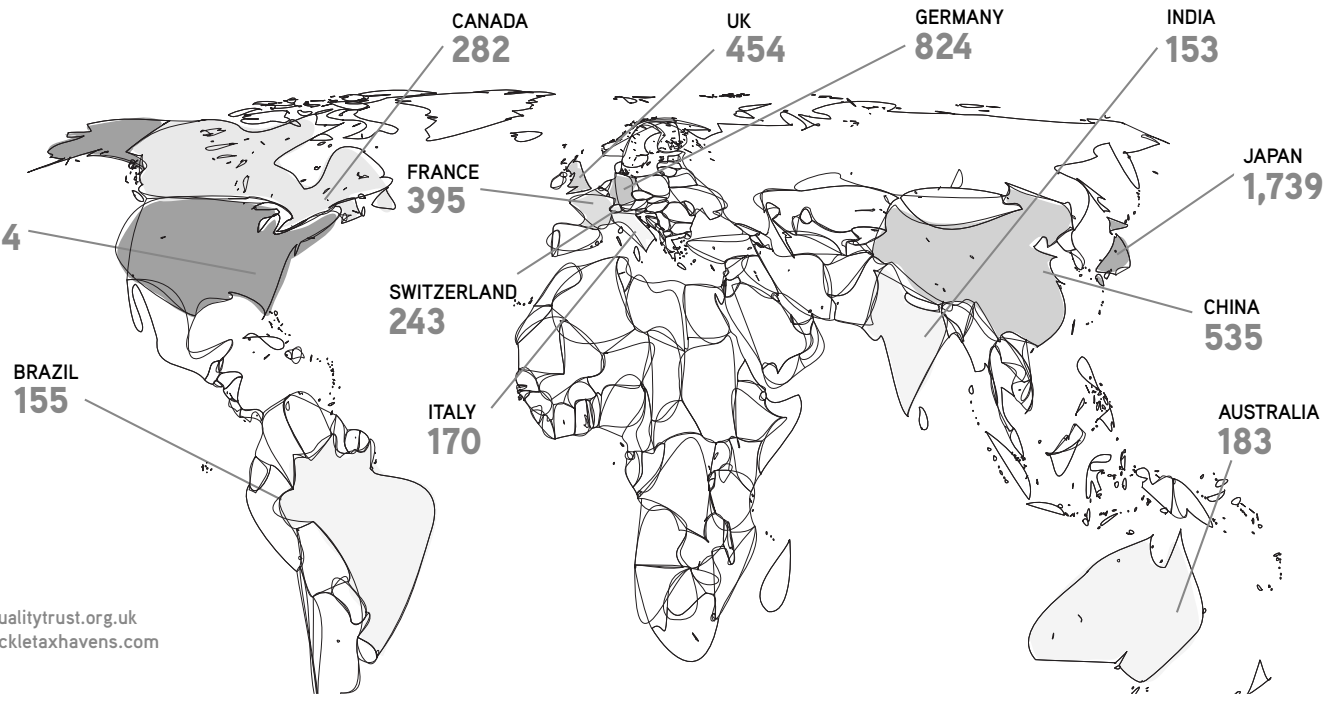 CANADA
282
UK
454
GERMANY
824
INDIA
153
FRANCE
395
JAPAN
1,739
4
SWITZERLAND
243
CHINA
535
BRAZIL
155
ITALY
170
AUSTRALIA
183
ualitytrust.org.uk
ckletaxhavens.com